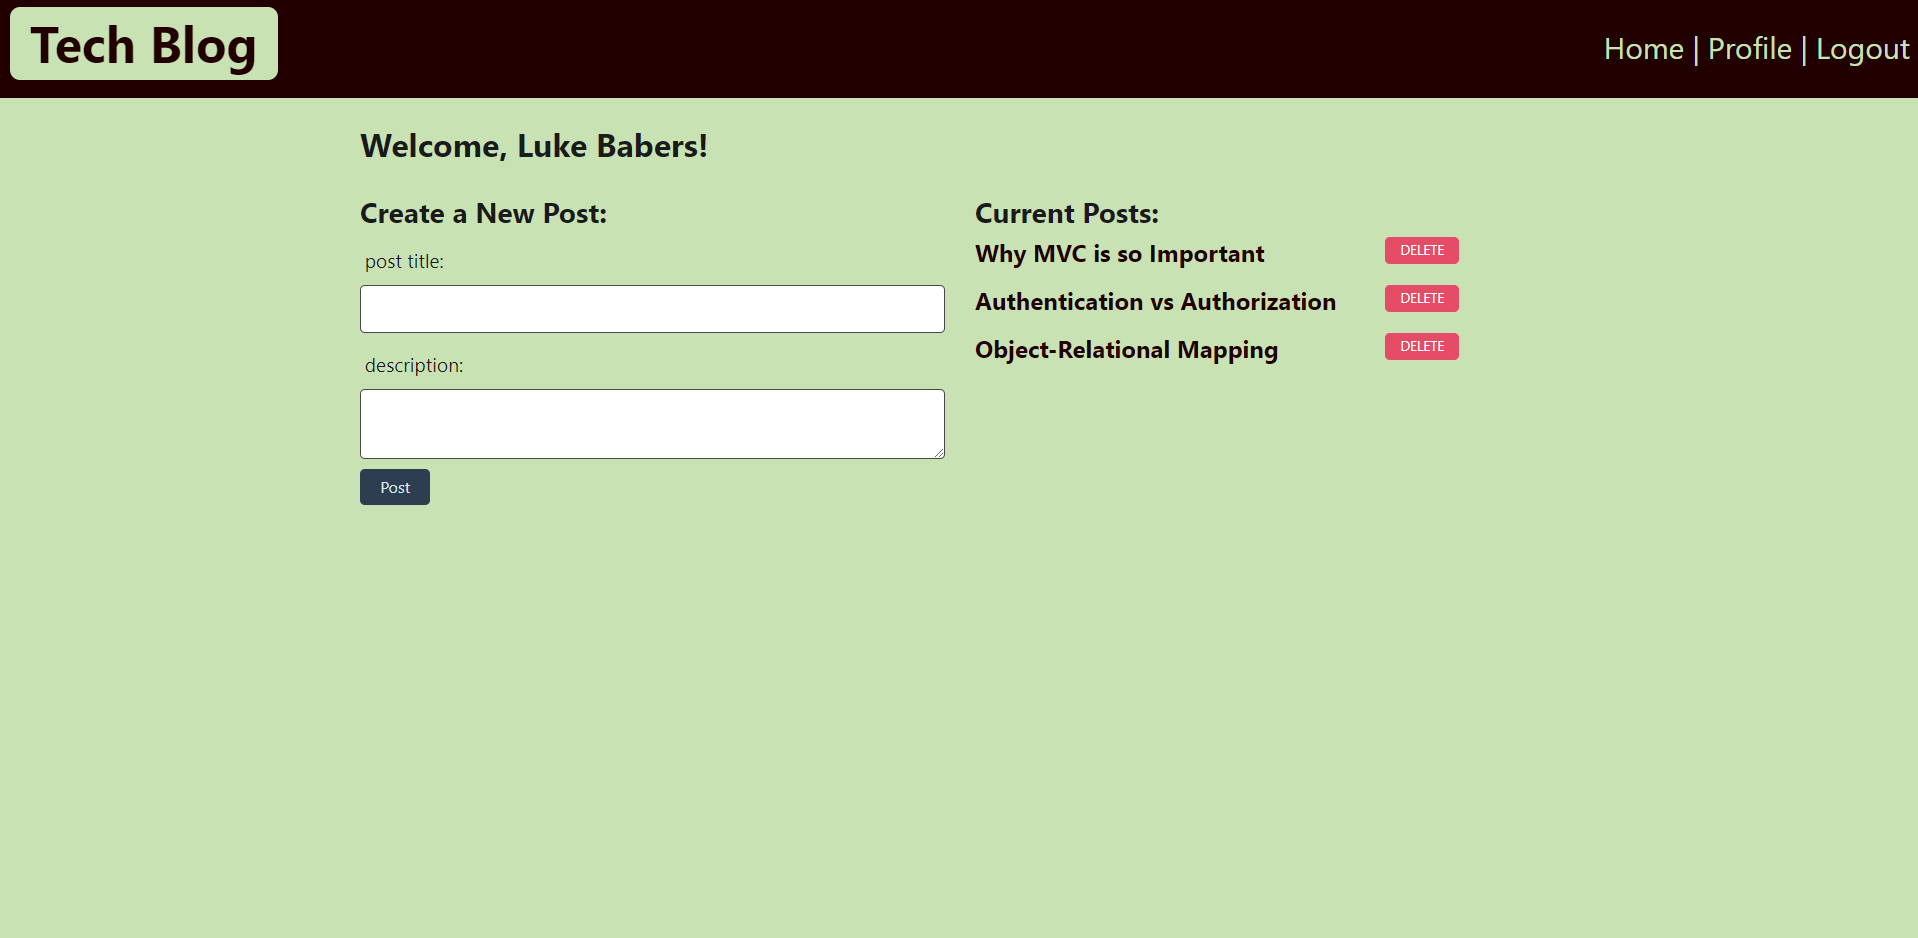 Tech Blog
Home | Profile | Logout
Welcome, Luke Babers!
Create a New Post:
post title:
description:
Post
Current Posts:
Why MVC is so Important
DELETE
Authentication vs Authorization
DELETE
Object-Relational Mapping
DELETE